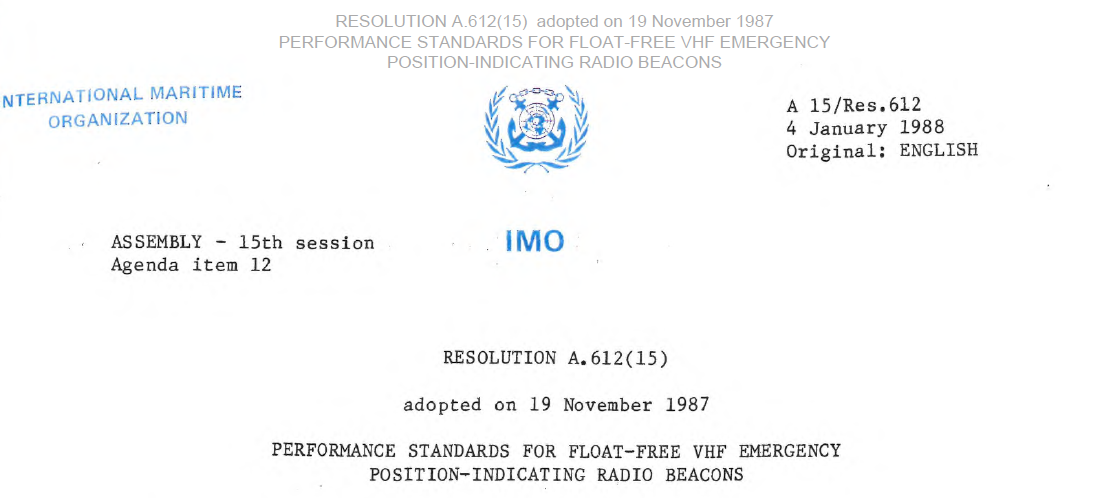 RESOLUTION A.612(15) adopted on 19 November 1987
PERFORMANCE STANDARDS FOR FLOAT-FREE VHF EMERGENCY
POSITION-INDICATING RADIO BEACONS
NTERNATIONAL MARITIME
ORGANIZATION
A 15/Res.612
4 January 1988
Original: ENGLISH
IMO
ASSEMBLY - 15th session
Agenda item 12
RESOLUTION A.612(15)
adopted on 19 November 1987
PERFORMANCE STANDARDS FOR FLOAT-FREE VHF EMERGENCY
POSITION-INDICATING RADIO BEACONS